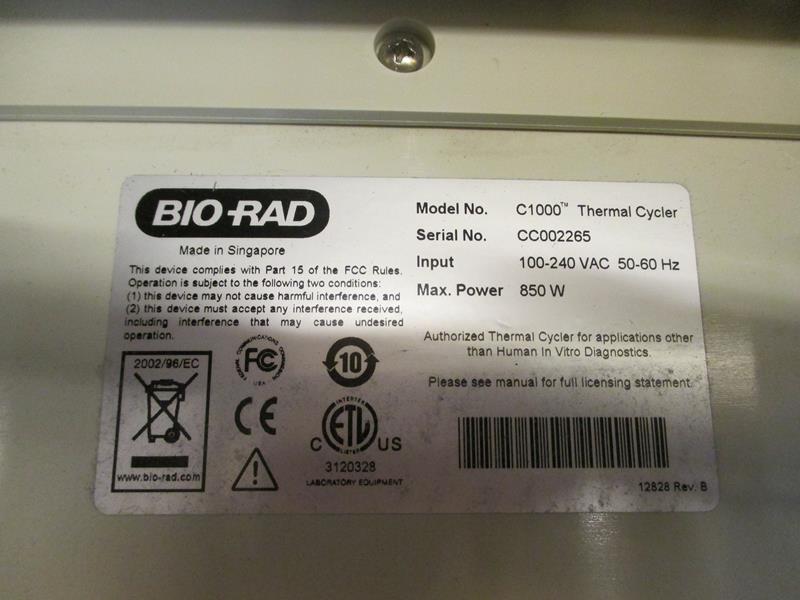 BIO-RAD
Made in Singapore
This device complies with Part 15 of the FCC Rules.
Operation is subject to the following two conditions:
(1) this device may not cause harmful interference, and
(2) this device must accept any interference received,
including interference that may cause undesired
operation.
Model No. C1000™ Thermal Cycler
Serial No. CC002265
Input 100-240 VAC 50-60 Hz
Max. Power 850 W
Authorized Thermal Cycler for applications other
than Human In Vitro Diagnostics.
Please see manual for full licensing statement.
2002/96/EC
www.bio-rad.com
FC
CE
10
ETL
C US
3120328
LABORATORY EQUIPMENT
12828 Rev. B